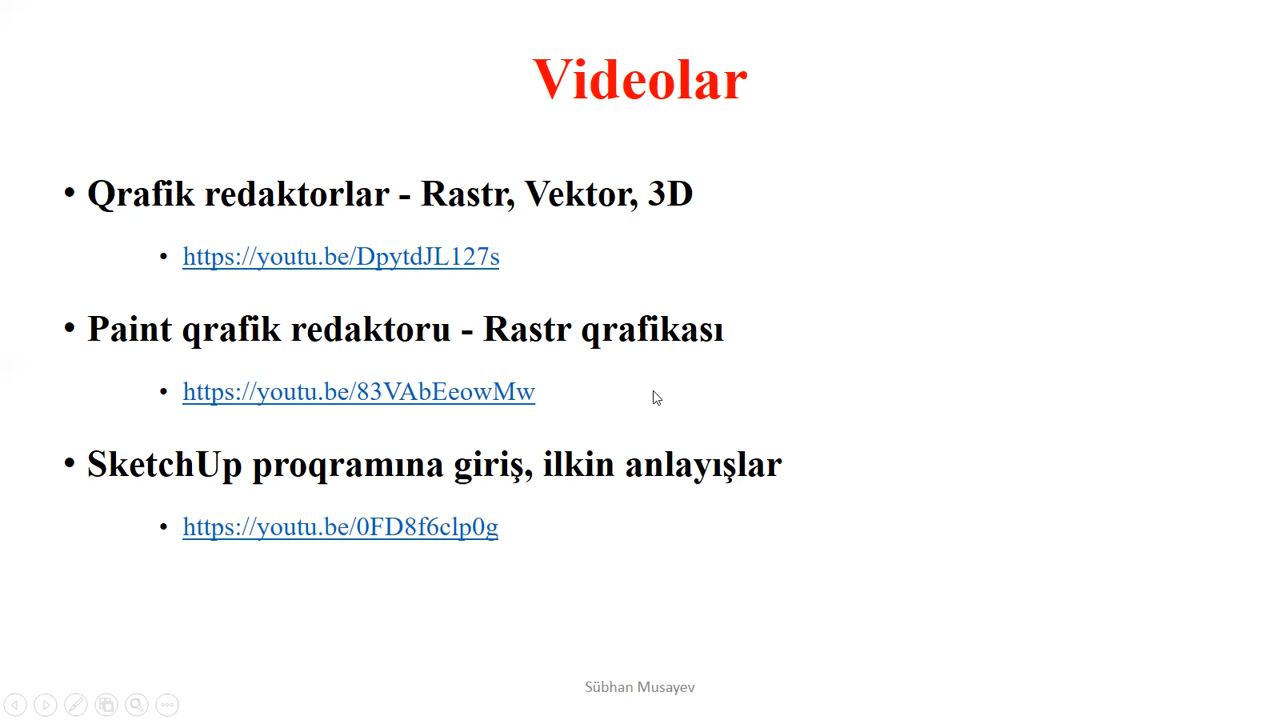 Videolar
• Qrafik redaktorlar - Rastr, Vektor, 3D
• https://youtu.be/DpytdJL127s
• Paint qrafik redaktoru - Rastr qrafikası
• https://youtu.be/83VAbEeowMw
• SketchUp proqramına giriş, ilkin anlayışlar
• https://youtu.be/0FD8f6clp0g
Sübhan Musayev